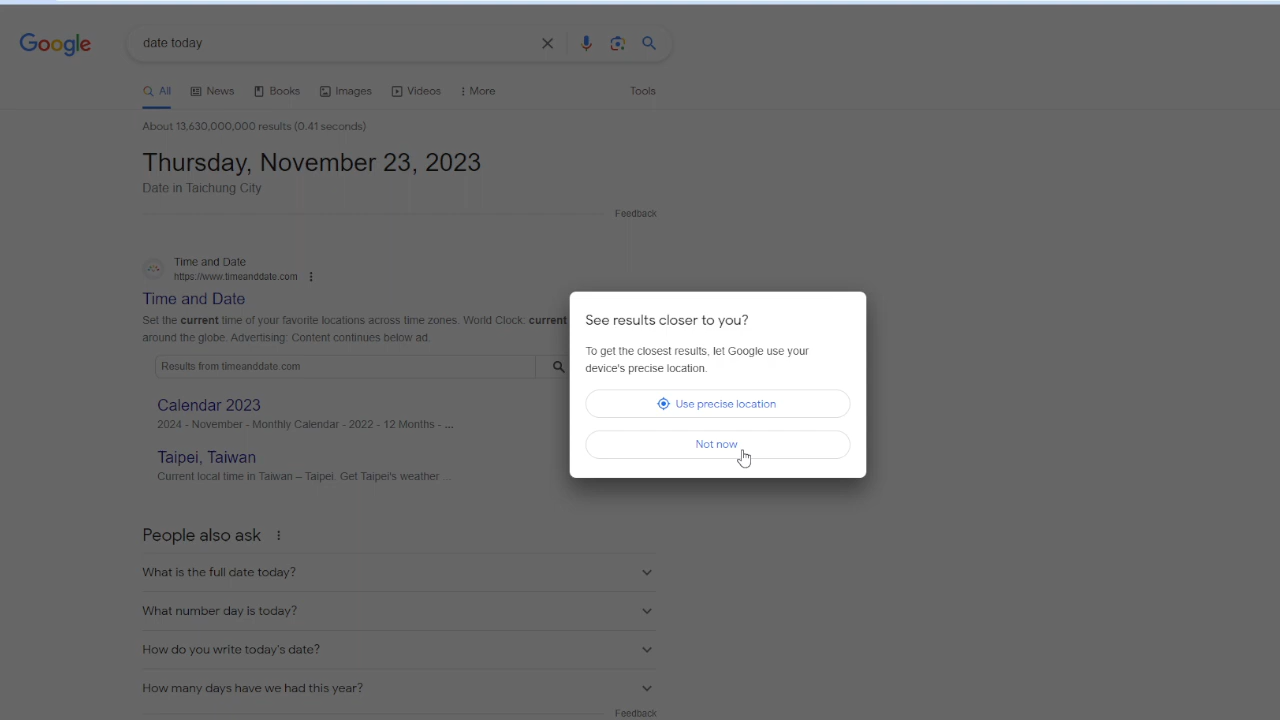 Google
date today
All News Books Images Videos More Tools
About 13,630,000,000 results (0.41 seconds)
Thursday, November 23, 2023
Date in Taichung City
Feedback
Time and Date
https://www.timeanddate.com
Time and Date
Set the current time of your favorite locations across time zones. World Clock: current
around the globe. Advertising: Content continues below ad.
Results from timeanddate.com
Calendar 2023
2024 - November - Monthly Calendar - 2022 - 12 Months - ...
Taipei, Taiwan
Current local time in Taiwan – Taipei. Get Taipei's weather ...
See results closer to you?
To get the closest results, let Google use your
device's precise location.
Use precise location
Not now
People also ask
What is the full date today?
What number day is today?
How do you write today's date?
How many days have we had this year?
Feedback